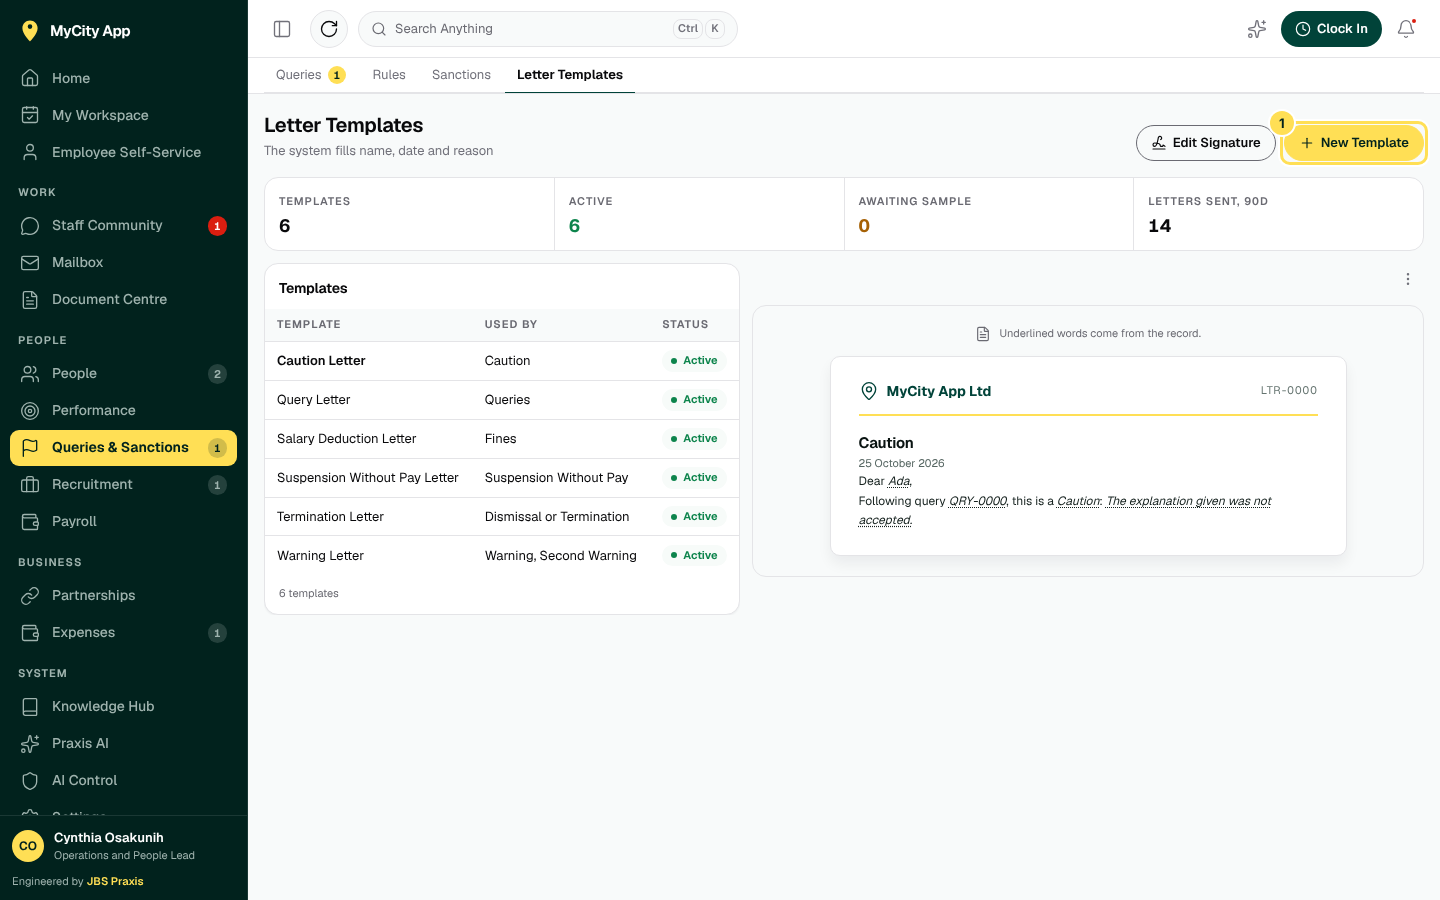 MyCity App
Home
My Workspace
Employee Self-Service
WORK
Staff Community 1
Mailbox
Document Centre
PEOPLE
People 2
Performance
Queries & Sanctions 1
Recruitment 1
Payroll
BUSINESS
Partnerships
Expenses 1
SYSTEM
Knowledge Hub
Praxis AI
AI Control
Settings
CO
Cynthia Osakunih
Operations and People Lead
Engineered by JBS Praxis
Search Anything Ctrl K
Clock In
Queries 1 Rules Sanctions Letter Templates
Letter Templates
The system fills name, date and reason
Edit Signature
1
New Template
TEMPLATES ACTIVE AWAITING SAMPLE LETTERS SENT, 90D
6 6 0 14
Templates
TEMPLATE USED BY STATUS
Caution Letter Caution Active
Query Letter Queries Active
Salary Deduction Letter Fines Active
Suspension Without Pay Letter Suspension Without Pay Active
Termination Letter Dismissal or Termination Active
Warning Letter Warning, Second Warning Active
6 templates
Underlined words come from the record.
MyCity App Ltd LTR-0000
Caution
25 October 2026
Dear Ada,
Following query QRY-0000, this is a Caution: The explanation given was not
accepted.